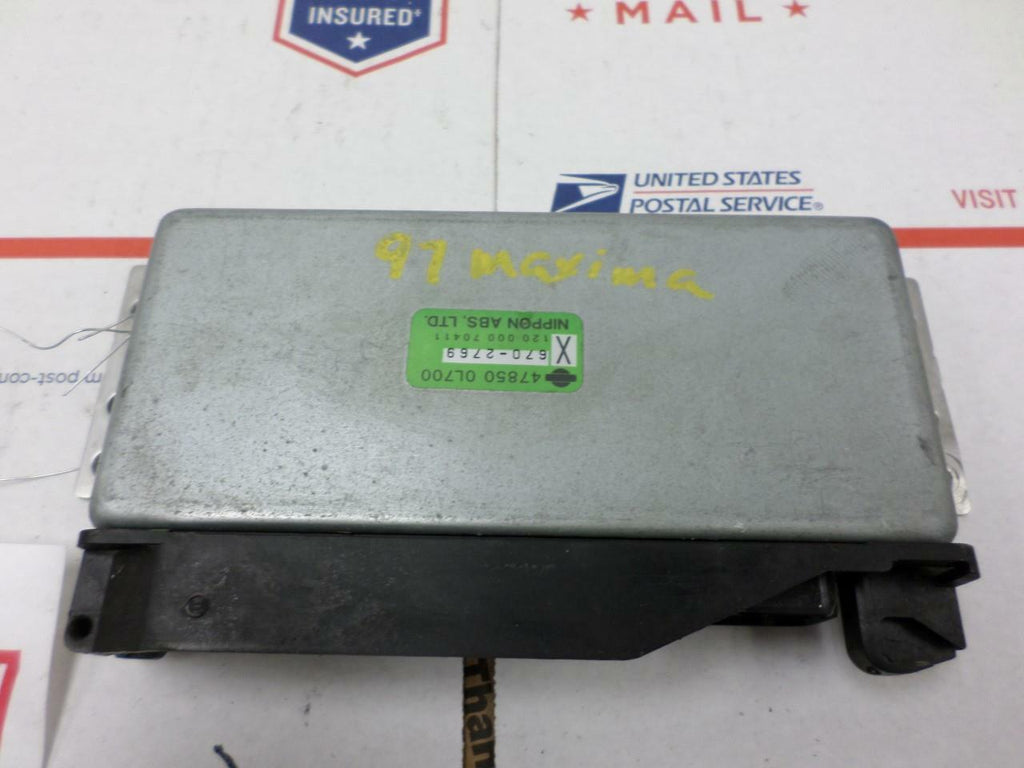 INSURED+
★ MAIL ★
UNITED STATES
POSTAL SERVICE®
VISIT
97 maxima
47850 0L700
670-2769
X
120 000 70411
NIPPON ABS, LTD.